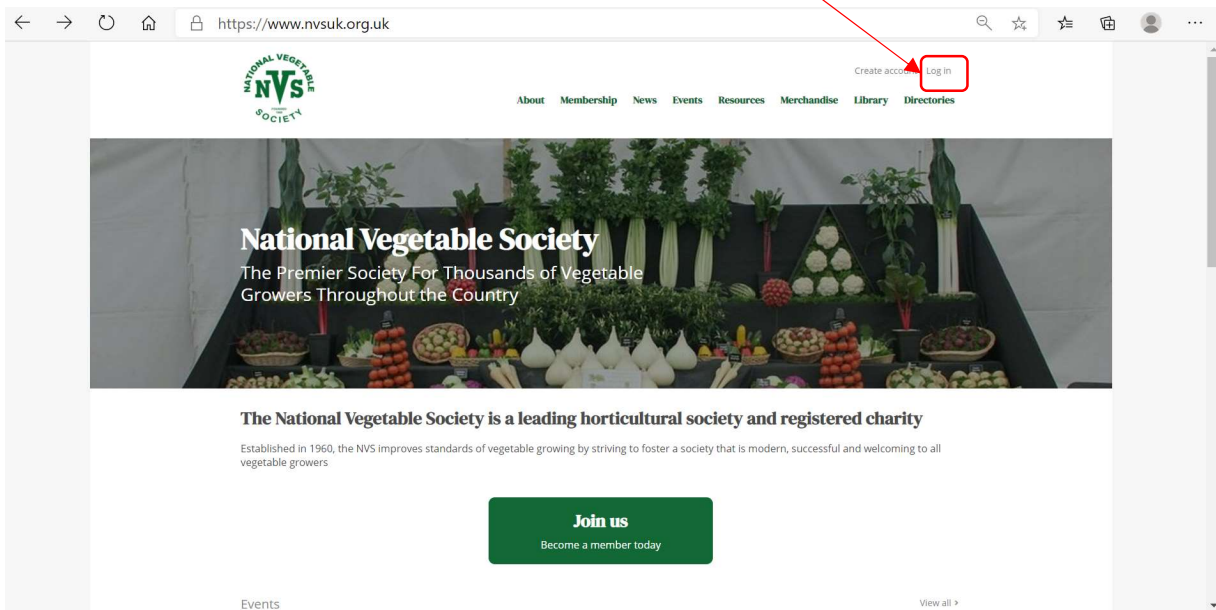 https://www.nvsuk.org.uk
NATIONAL VEGETABLE
NVS
SOCIETY
Create account Log in
About Membership News Events Resources Merchandise Library Directories
National Vegetable Society
The Premier Society For Thousands of Vegetable
Growers Throughout the Country
The National Vegetable Society is a leading horticultural society and registered charity
Established in 1960, the NVS improves standards of vegetable growing by striving to foster a society that is modern, successful and welcoming to all
vegetable growers
Join us
Become a member today
Events
View all >